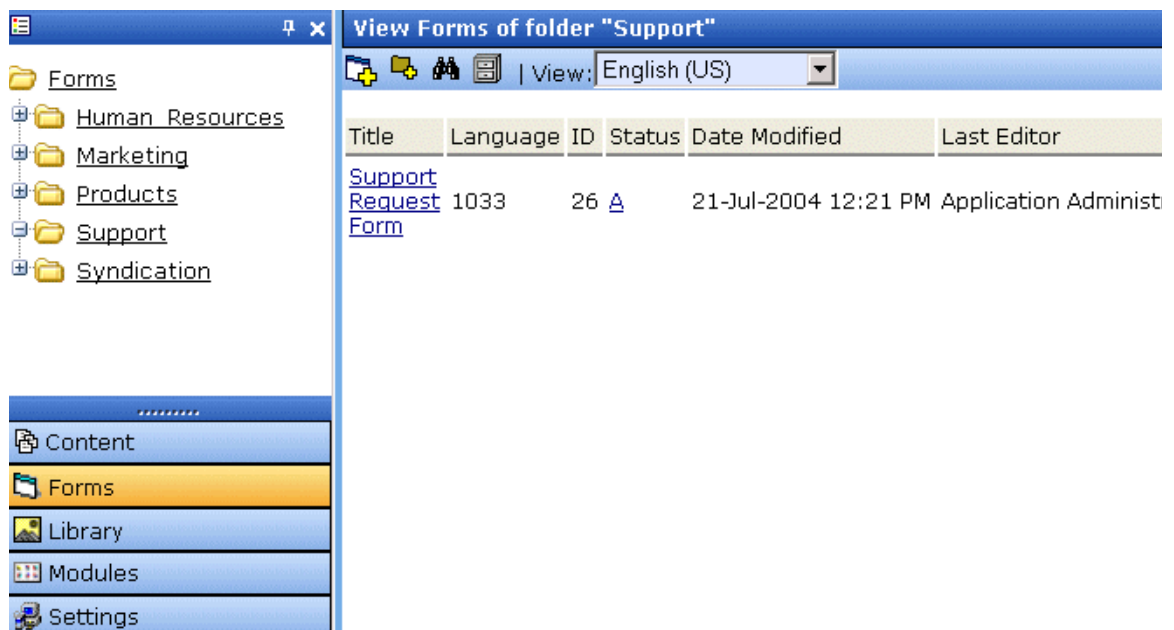 View Forms of folder "Support"
| View: English (US)
Forms
Human Resources
Marketing
Products
Support
Syndication
Title Language ID Status Date Modified Last Editor
Support
Request 1033 26 A 21-Jul-2004 12:21 PM Application Administ
Form
Content
Forms
Library
Modules
Settings